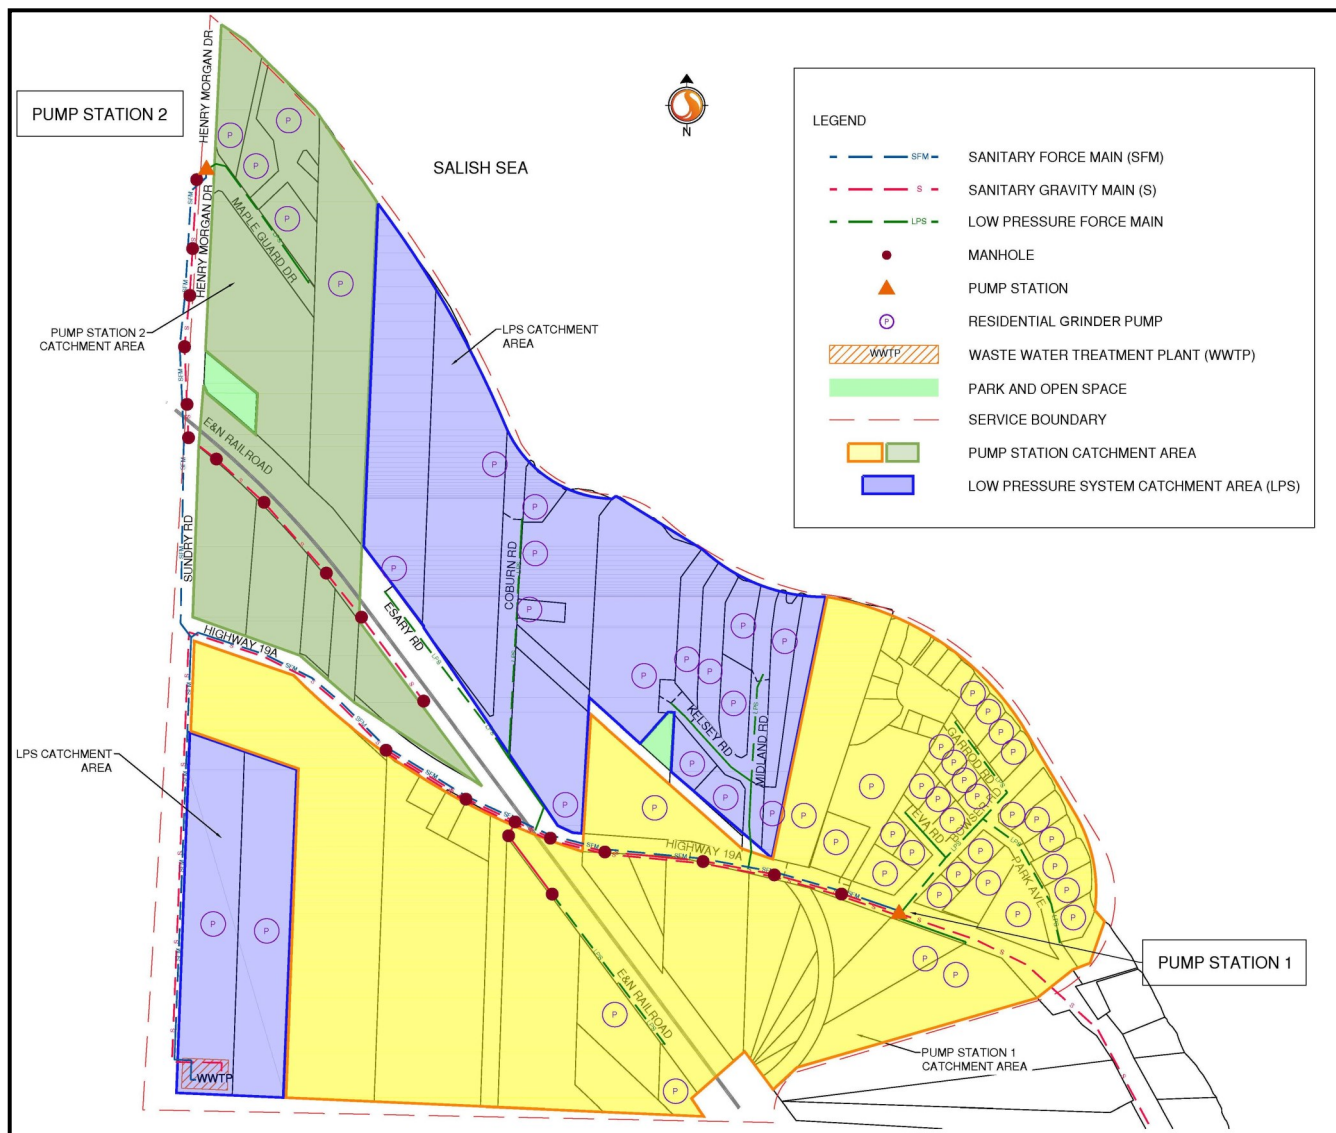 PUMP STATION 2
HENRY MORGAN DR
HENRY MORGAN DR
MAPLE GUARD DR
SALISH SEA
N
LEGEND
SFM
SANITARY FORCE MAIN (SFM)
S
SANITARY GRAVITY MAIN (S)
LPS
LOW PRESSURE FORCE MAIN
MANHOLE
PUMP STATION
P
RESIDENTIAL GRINDER PUMP
WWTP
WASTE WATER TREATMENT PLANT (WWTP)
PARK AND OPEN SPACE
SERVICE BOUNDARY
PUMP STATION CATCHMENT AREA
LOW PRESSURE SYSTEM CATCHMENT AREA (LPS)
PUMP STATION 2
CATCHMENT AREA
LPS CATCHMENT
AREA
E&N RAILROAD
SUNDRY RD
HIGHWAY 19A
ESARY RD
COBURN RD
KELSEY RD
MIDLAND RD
LPS CATCHMENT
AREA
GARROD RD
LEVA RD
PARK AVE
HIGHWAY 19A
E&N RAILROAD
PUMP STATION 1
PUMP STATION 1
CATCHMENT AREA
WWTP